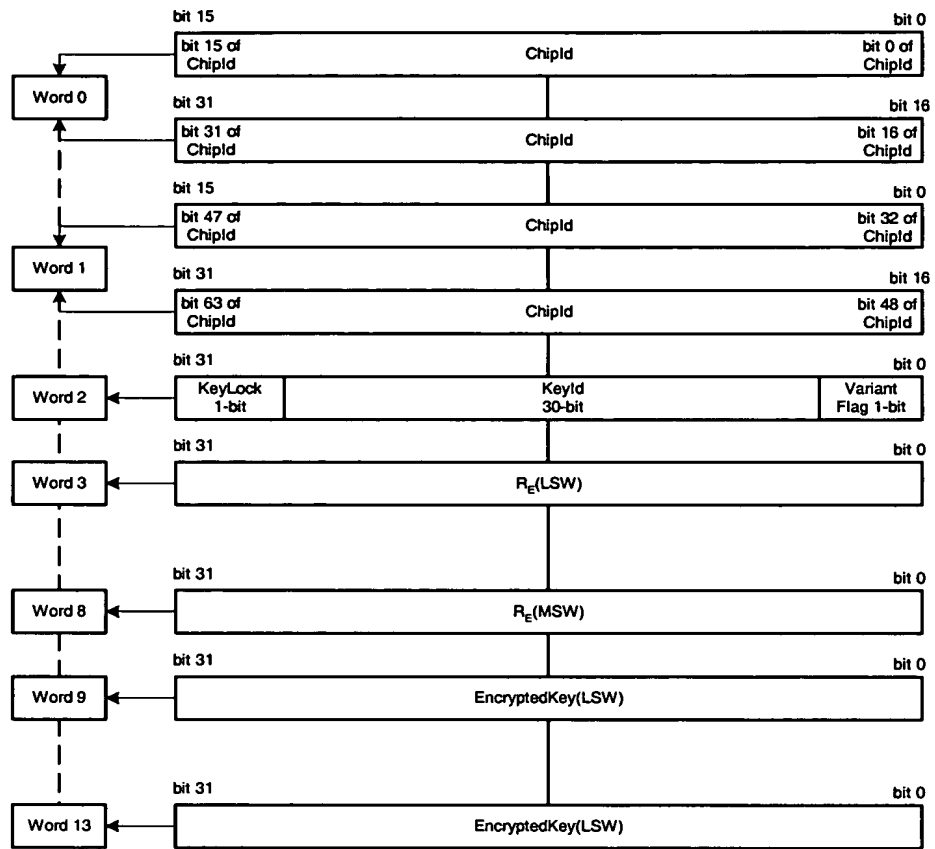 bit 15 bit 0
bit 15 of ChipId ChipId bit 0 of ChipId
Word 0
bit 31 bit 16
bit 31 of ChipId ChipId bit 16 of ChipId
bit 15 bit 0
bit 47 of ChipId ChipId bit 32 of ChipId
Word 1
bit 31 bit 16
bit 63 of ChipId ChipId bit 48 of ChipId
bit 31 bit 0
Word 2 KeyLock 1-bit KeyId 30-bit Variant Flag 1-bit
bit 31 bit 0
Word 3 RE(LSW)
bit 31 bit 0
Word 8 RE(MSW)
bit 31 bit 0
Word 9 EncryptedKey(LSW)
bit 31 bit 0
Word 13 EncryptedKey(LSW)